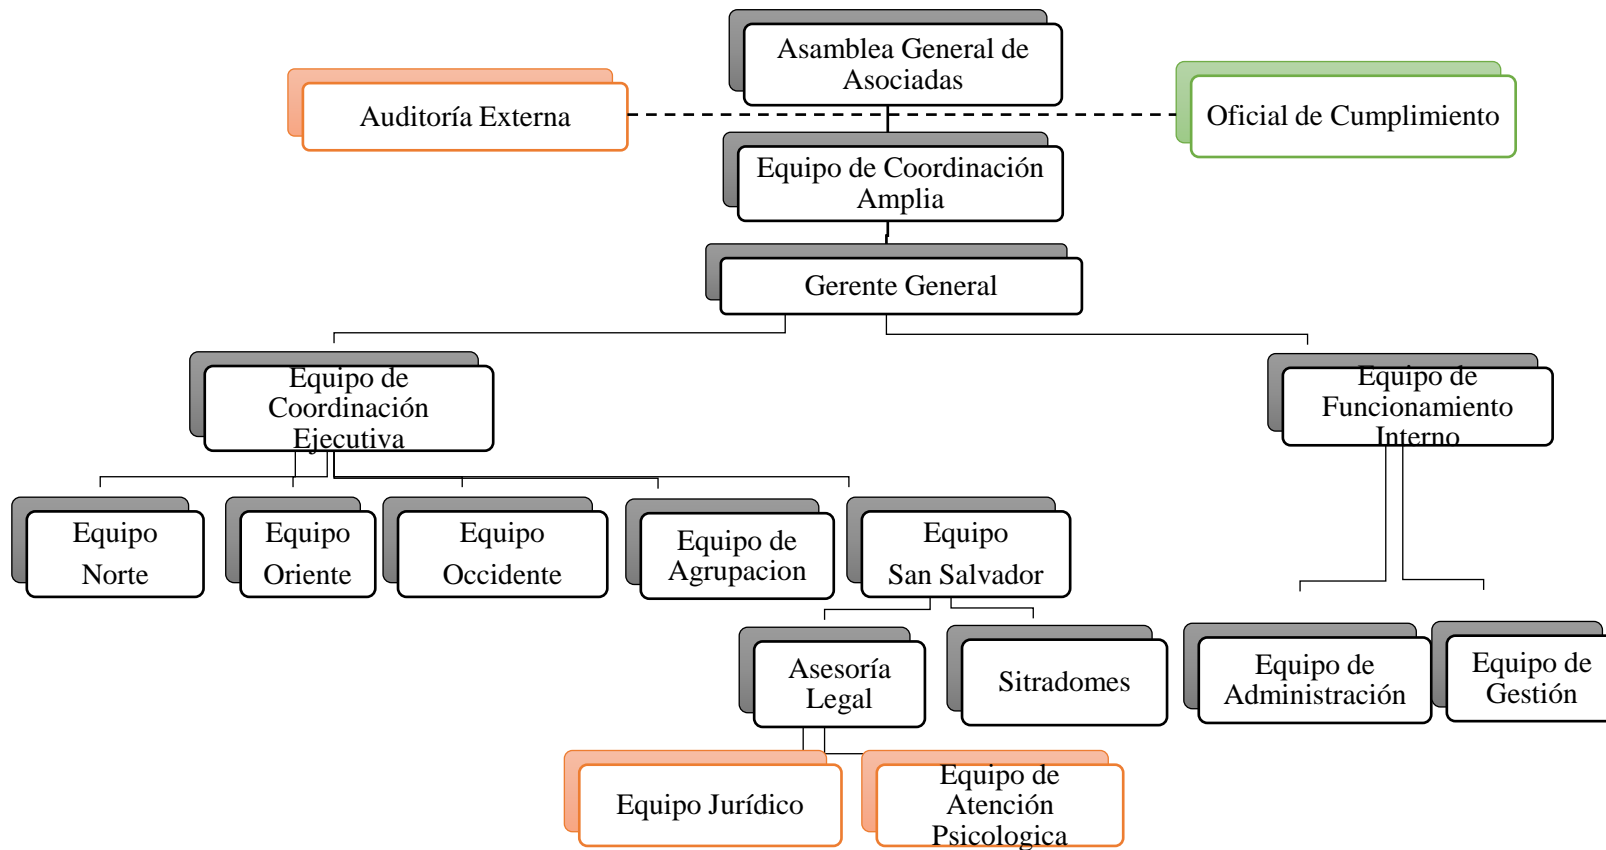 Asamblea General de
Asociadas
Auditoría Externa
Oficial de Cumplimiento
Equipo de Coordinación
Amplia
Gerente General
Equipo de
Coordinación
Ejecutiva
Equipo de
Funcionamiento
Interno
Equipo
Norte
Equipo
Oriente
Equipo
Occidente
Equipo de
Agrupacion
Equipo
San Salvador
Asesoría
Legal
Sitradomes
Equipo de
Administración
Equipo de
Gestión
Equipo Jurídico
Equipo de
Atención
Psicologica